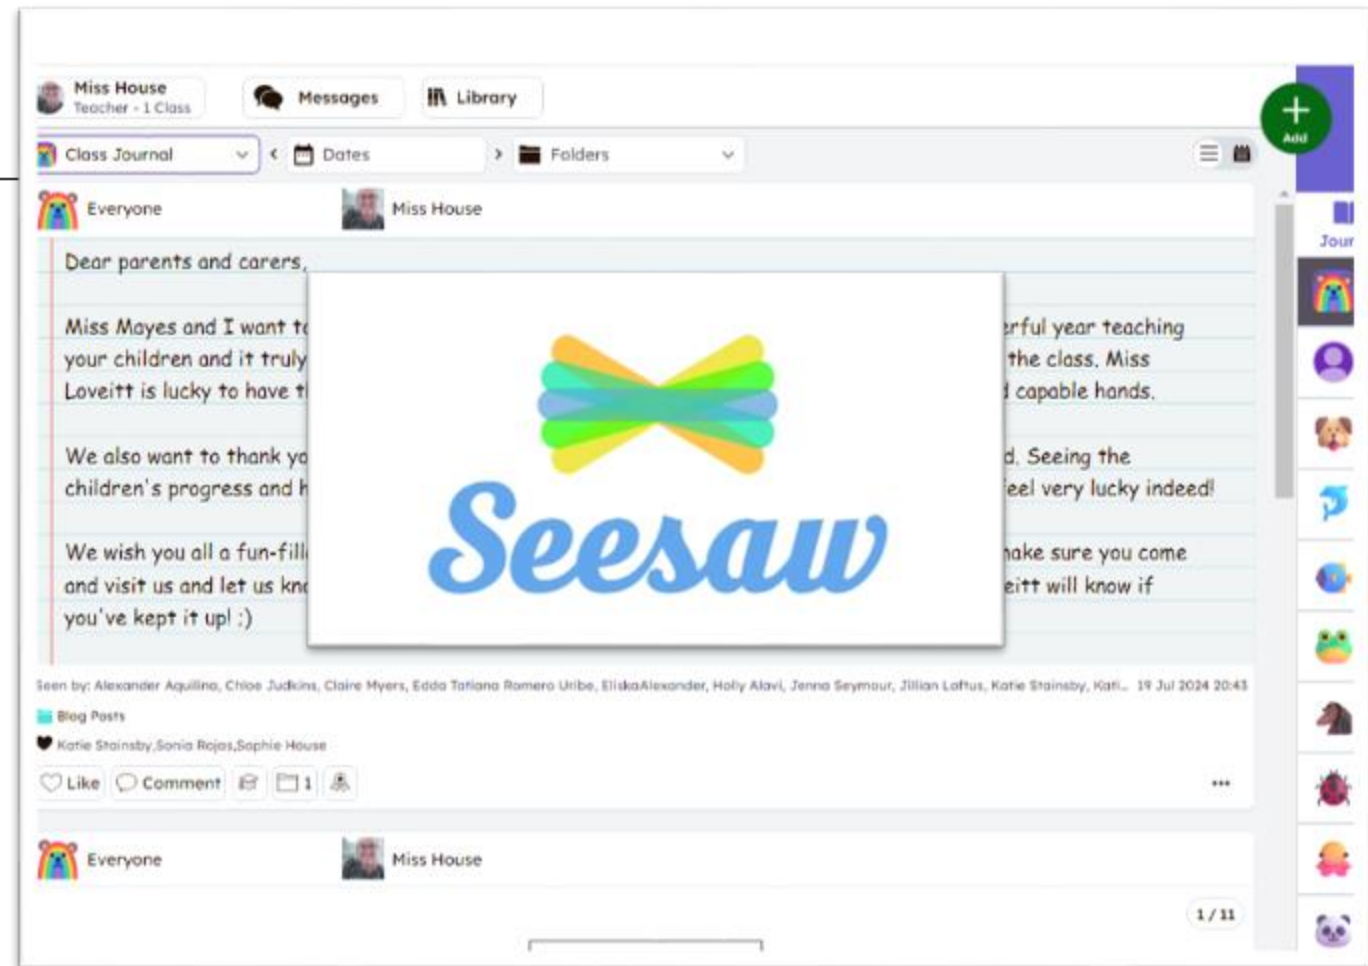 Miss House
Teacher - 1 Class
Messages
Library
Add
Class Journal
Dates
Folders
Everyone
Miss House
Jour
Dear parents and carers,
Miss Mayes and I want to erful year teaching
your children and it truly the class. Miss
Loveitt is lucky to have th d capable hands.
We also want to thank yo d. Seeing the
children's progress and h eel very lucky indeed!
We wish you all a fun-fill make sure you come
and visit us and let us kno eitt will know if
you've kept it up! :)
Seesaw
Seen by: Alexander Aquilina, Chloe Judkins, Claire Myers, Edda Tatiana Romero Uribe, EliskaAlexander, Holly Alavi, Jenna Seymour, Jillian Loftus, Katie Stainsby, Kati... 19 Jul 2024 20:43
Blog Posts
Katie Stainsby,Sonia Rojas,Sophie House
Like
Comment
1
Everyone
Miss House
1 / 11